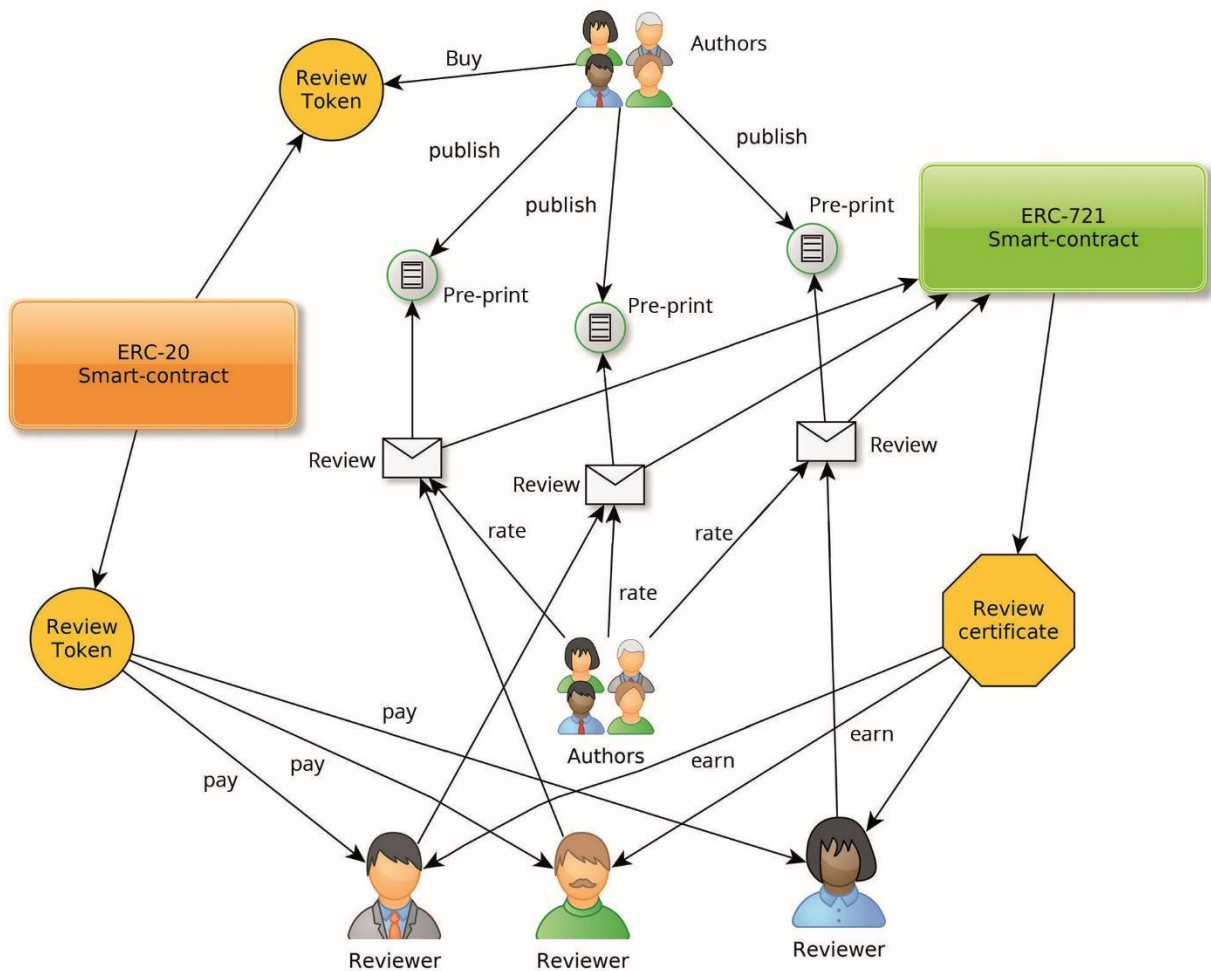 Authors
Buy
Review
Token
publish
publish
publish
Pre-print
ERC-721
Smart-contract
Pre-print
Pre-print
ERC-20
Smart-contract
Review
Review
Review
rate
rate
rate
Review
Token
Review
certificate
pay
Authors
earn
earn
pay
pay
Reviewer
Reviewer
Reviewer